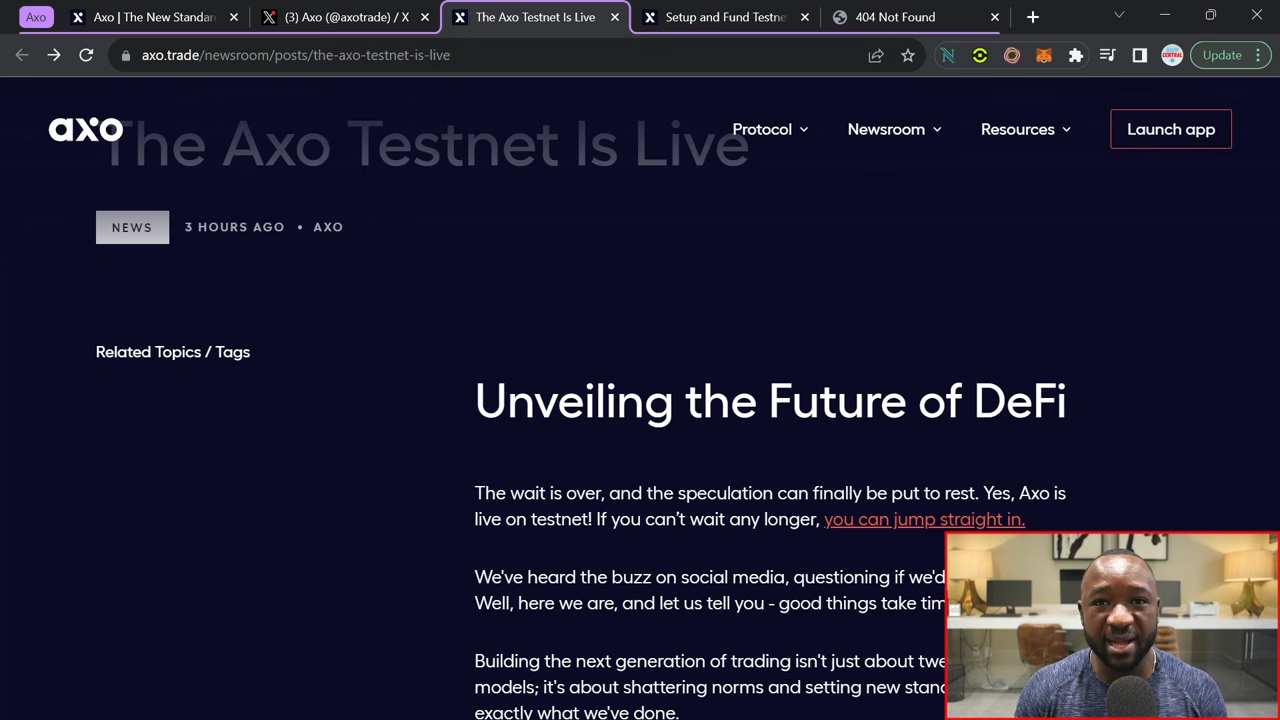 Axo
Axo | The New Standar
(3) Axo (@axotrade) / X
The Axo Testnet Is Live
Setup and Fund Testne
404 Not Found
axo.trade/newsroom/posts/the-axo-testnet-is-live
Update
axo
The Axo Testnet Is Live
Protocol
Newsroom
Resources
Launch app
NEWS
3 HOURS AGO • AXO
Related Topics / Tags
Unveiling the Future of DeFi
The wait is over, and the speculation can finally be put to rest. Yes, Axo is
live on testnet! If you can’t wait any longer, you can jump straight in.
We've heard the buzz on social media, questioning if we'd
Well, here we are, and let us tell you - good things take tim
Building the next generation of trading isn't just about twe
models; it's about shattering norms and setting new stand
exactly what we've done.